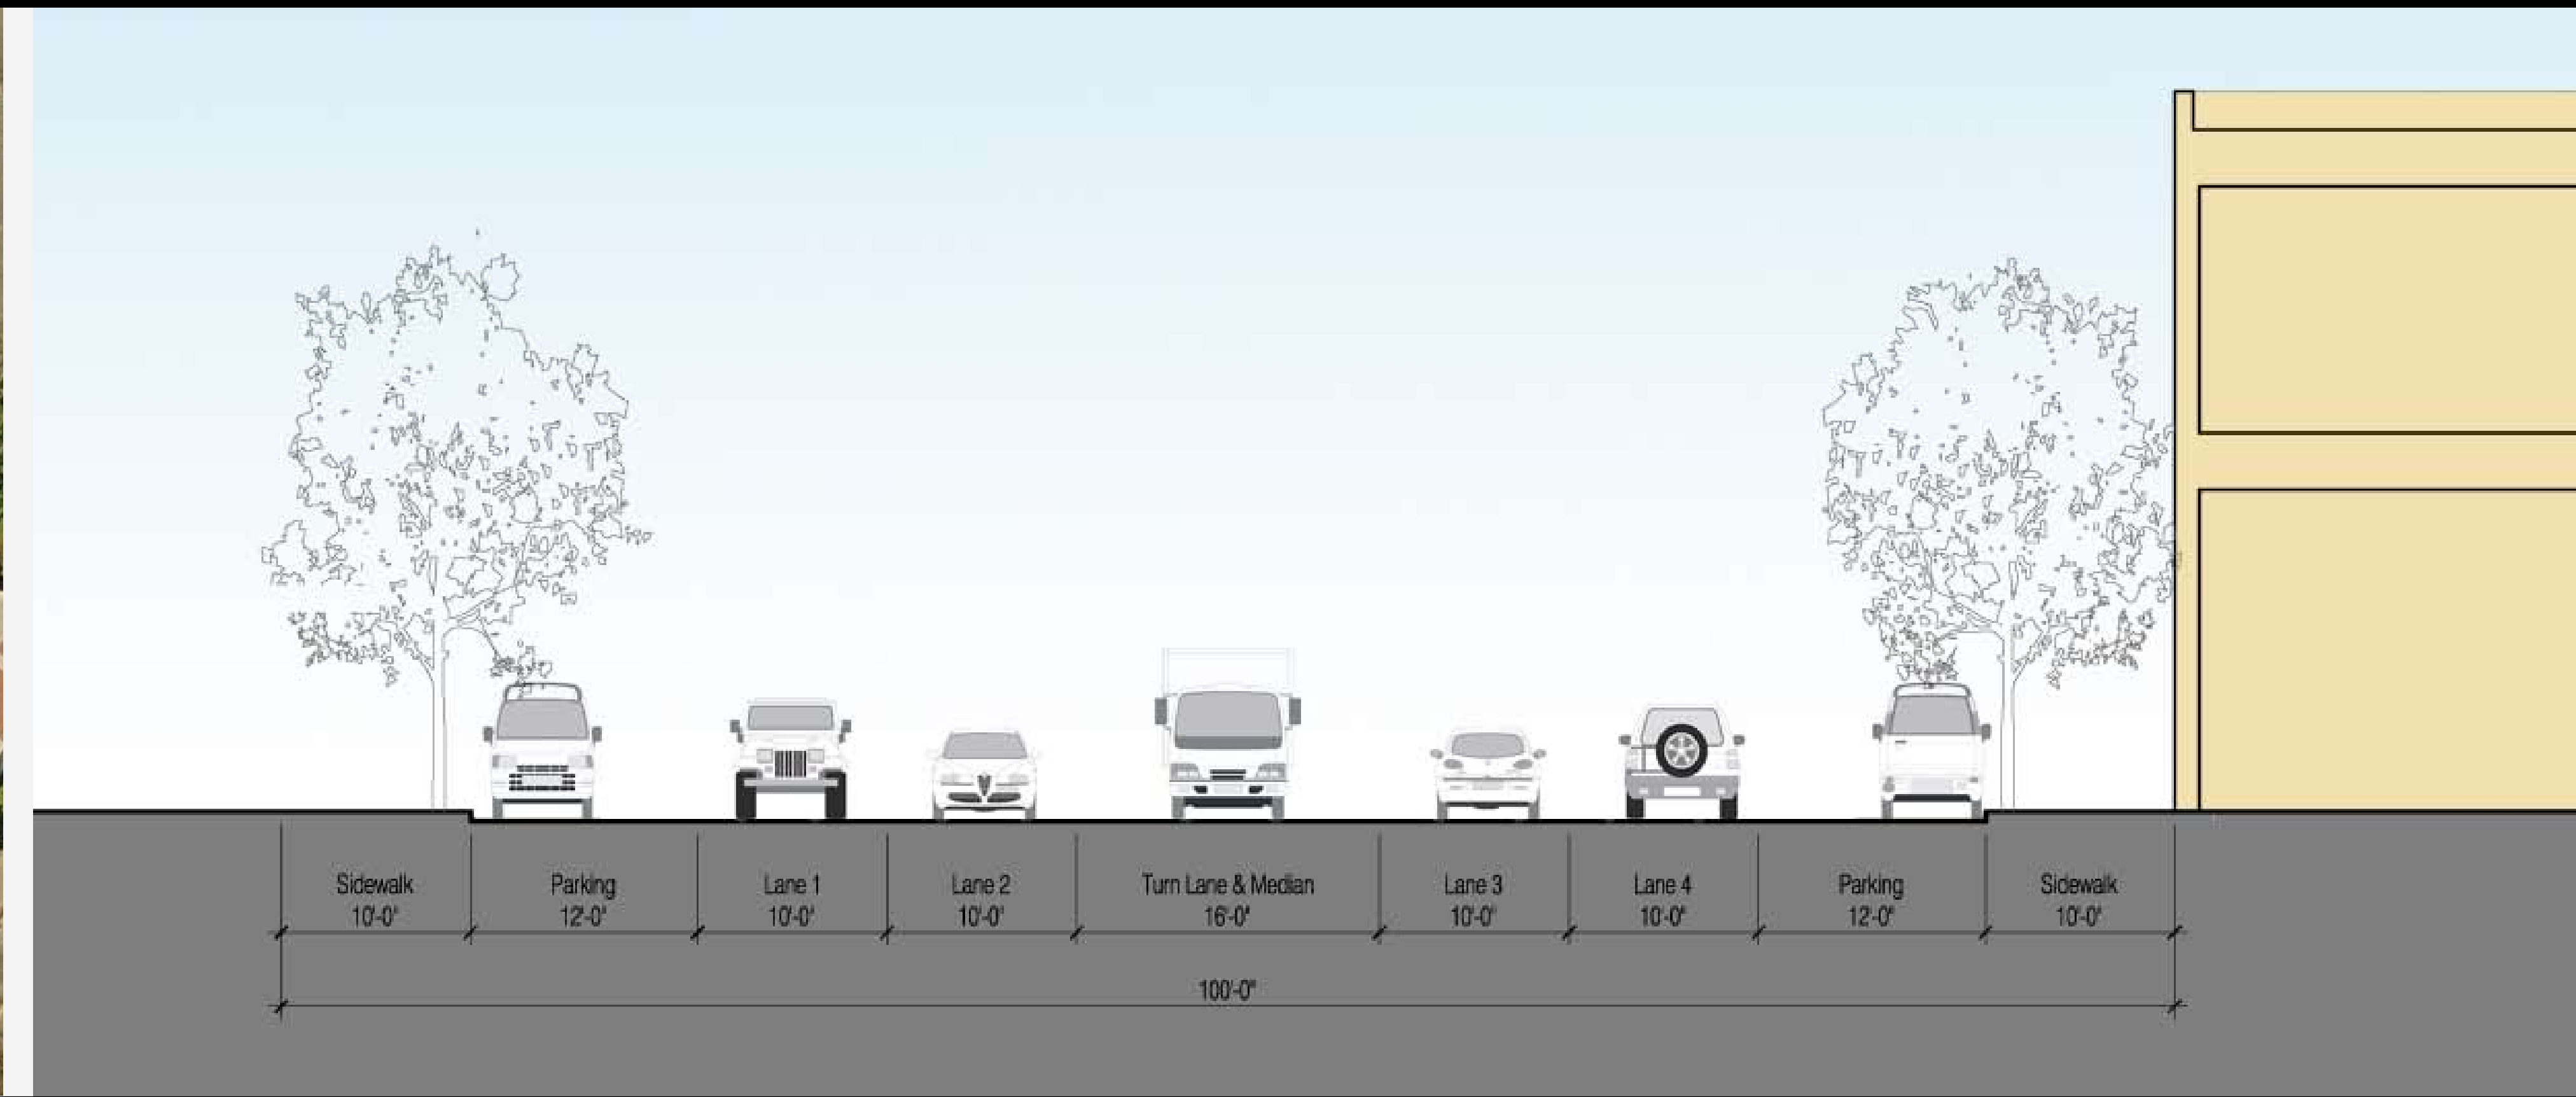 Sidewalk
10'-0"
Parking
12'-0"
Lane 1
10'-0"
Lane 2
10'-0"
Turn Lane & Median
16'-0"
Lane 3
10'-0"
Lane 4
10'-0"
Parking
12'-0"
Sidewalk
10'-0"
100'-0"